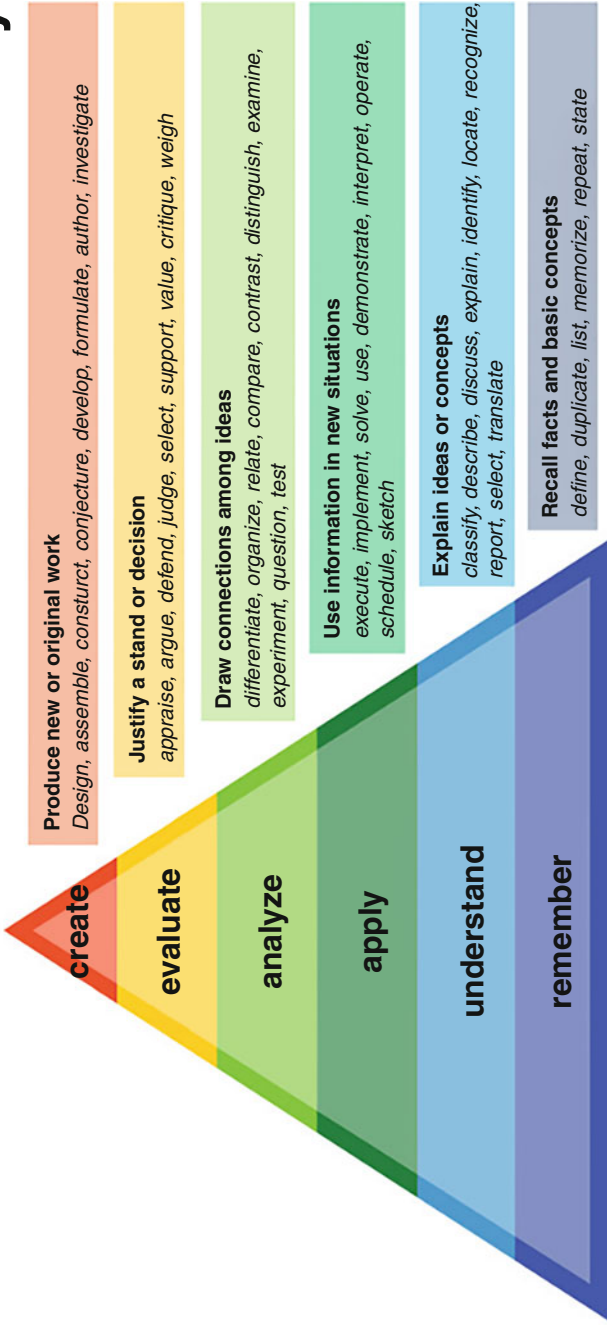 create
Produce new or original work
Design, assemble, consturct, conjecture, develop, formulate, author, investigate
evaluate
Justify a stand or decision
appraise, argue, defend, judge, select, support, value, critique, weigh
analyze
Draw connections among ideas
differentiate, organize, relate, compare, contrast, distinguish, examine,
experiment, question, test
apply
Use information in new situations
execute, implement, solve, use, demonstrate, interpret, operate,
schedule, sketch
understand
Explain ideas or concepts
classify, describe, discuss, explain, identify, locate, recognize,
report, select, translate
remember
Recall facts and basic concepts
define, duplicate, list, memorize, repeat, state